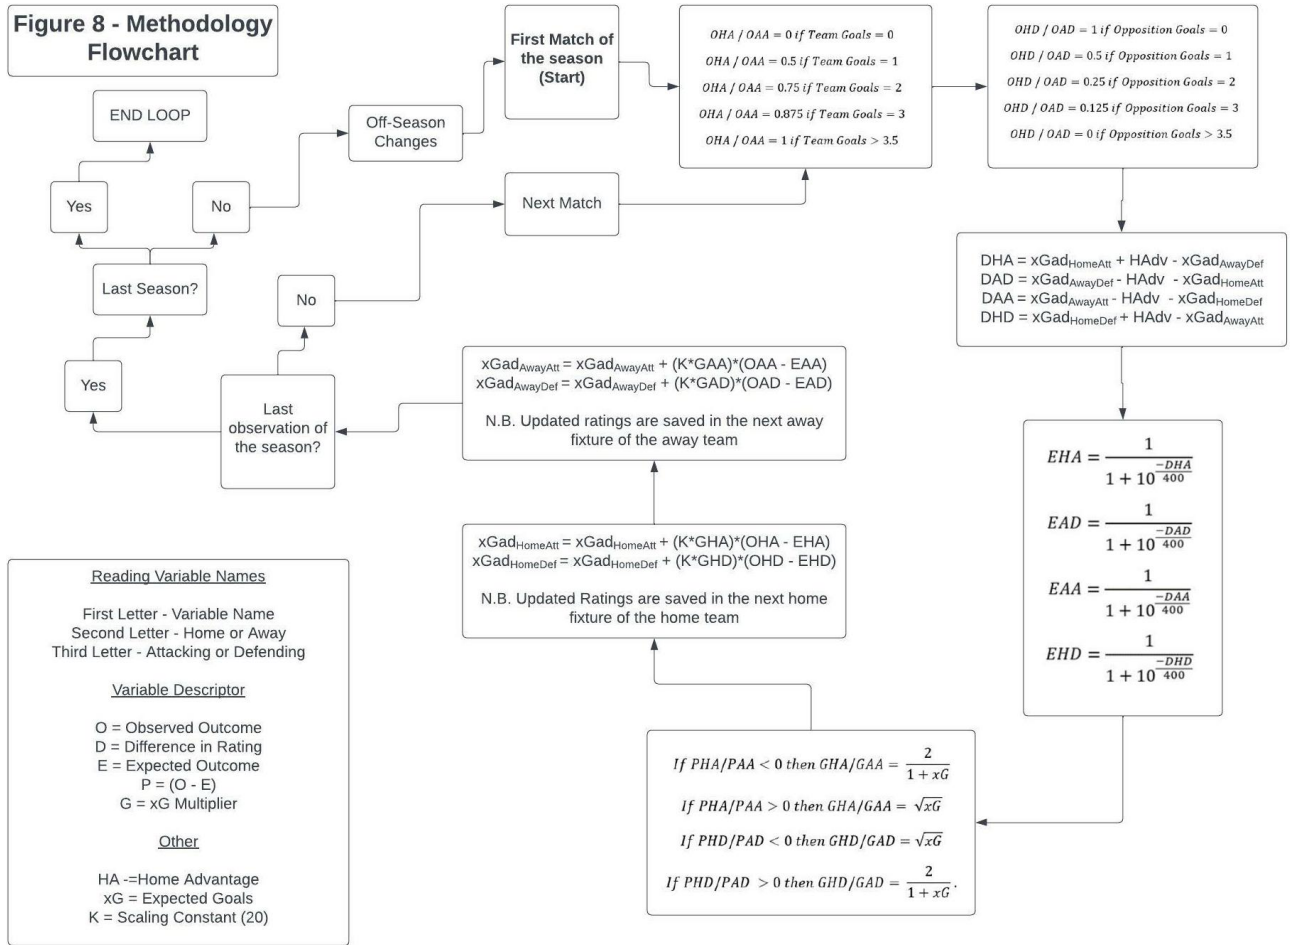 Figure 8 - Methodology
Flowchart
First Match of
the season
(Start)
OHA / OAA = 0 if Team Goals = 0
OHA / OAA = 0.5 if Team Goals = 1
OHA / OAA = 0.75 if Team Goals = 2
OHA / OAA = 0.875 if Team Goals = 3
OHA / OAA = 1 if Team Goals > 3.5
OHD / OAD = 1 if Opposition Goals = 0
OHD / OAD = 0.5 if Opposition Goals = 1
OHD / OAD = 0.25 if Opposition Goals = 2
OHD / OAD = 0.125 if Opposition Goals = 3
OHD / OAD = 0 if Opposition Goals > 3.5
END LOOP
Off-Season
Changes
Yes
No
Next Match
Last Season?
No
DHA = xGad_HomeAtt + HAdv - xGad_AwayDef
DAD = xGad_AwayDef - HAdv - xGad_HomeAtt
DAA = xGad_AwayAtt - HAdv - xGad_HomeDef
DHD = xGad_HomeDef + HAdv - xGad_AwayAtt
Yes
Last
observation of
the season?
xGad_AwayAtt = xGad_AwayAtt + (K*GAA)*(OAA - EAA)
xGad_AwayDef = xGad_AwayDef + (K*GAD)*(OAD - EAD)
N.B. Updated ratings are saved in the next away
fixture of the away team
EHA = 1 / (1 + 10^(-DHA/400))
EAD = 1 / (1 + 10^(-DAD/400))
EAA = 1 / (1 + 10^(-DAA/400))
EHD = 1 / (1 + 10^(-DHD/400))
xGad_HomeAtt = xGad_HomeAtt + (K*GHA)*(OHA - EHA)
xGad_HomeDef = xGad_HomeDef + (K*GHD)*(OHD - EHD)
N.B. Updated Ratings are saved in the next home
fixture of the home team
If PHA/PAA < 0 then GHA/GAA = 2 / (1 + xG)
If PHA/PAA > 0 then GHA/GAA = √xG
If PHD/PAD < 0 then GHD/GAD = √xG
If PHD/PAD > 0 then GHD/GAD = 2 / (1 + xG).
Reading Variable Names
First Letter - Variable Name
Second Letter - Home or Away
Third Letter - Attacking or Defending
Variable Descriptor
O = Observed Outcome
D = Difference in Rating
E = Expected Outcome
P = (O - E)
G = xG Multiplier
Other
HA -=Home Advantage
xG = Expected Goals
K = Scaling Constant (20)